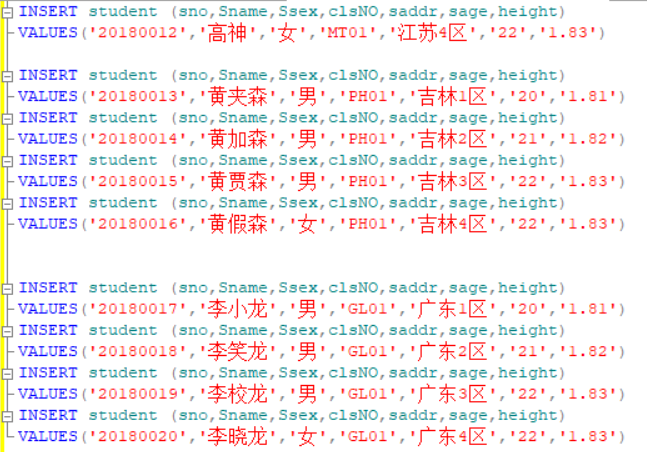 INSERT student (sno,Sname,Ssex,clsNO,saddr,sage,height)
VALUES('20180012','高神','女','MT01','江苏4区','22','1.83')
INSERT student (sno,Sname,Ssex,clsNO,saddr,sage,height)
VALUES('20180013','黄夹森','男','PH01','吉林1区','20','1.81')
INSERT student (sno,Sname,Ssex,clsNO,saddr,sage,height)
VALUES('20180014','黄加森','男','PH01','吉林2区','21','1.82')
INSERT student (sno,Sname,Ssex,clsNO,saddr,sage,height)
VALUES('20180015','黄贾森','男','PH01','吉林3区','22','1.83')
INSERT student (sno,Sname,Ssex,clsNO,saddr,sage,height)
VALUES('20180016','黄假森','女','PH01','吉林4区','22','1.83')
INSERT student (sno,Sname,Ssex,clsNO,saddr,sage,height)
VALUES('20180017','李小龙','男','GL01','广东1区','20','1.81')
INSERT student (sno,Sname,Ssex,clsNO,saddr,sage,height)
VALUES('20180018','李笑龙','男','GL01','广东2区','21','1.82')
INSERT student (sno,Sname,Ssex,clsNO,saddr,sage,height)
VALUES('20180019','李校龙','男','GL01','广东3区','22','1.83')
INSERT student (sno,Sname,Ssex,clsNO,saddr,sage,height)
VALUES('20180020','李晓龙','女','GL01','广东4区','22','1.83')